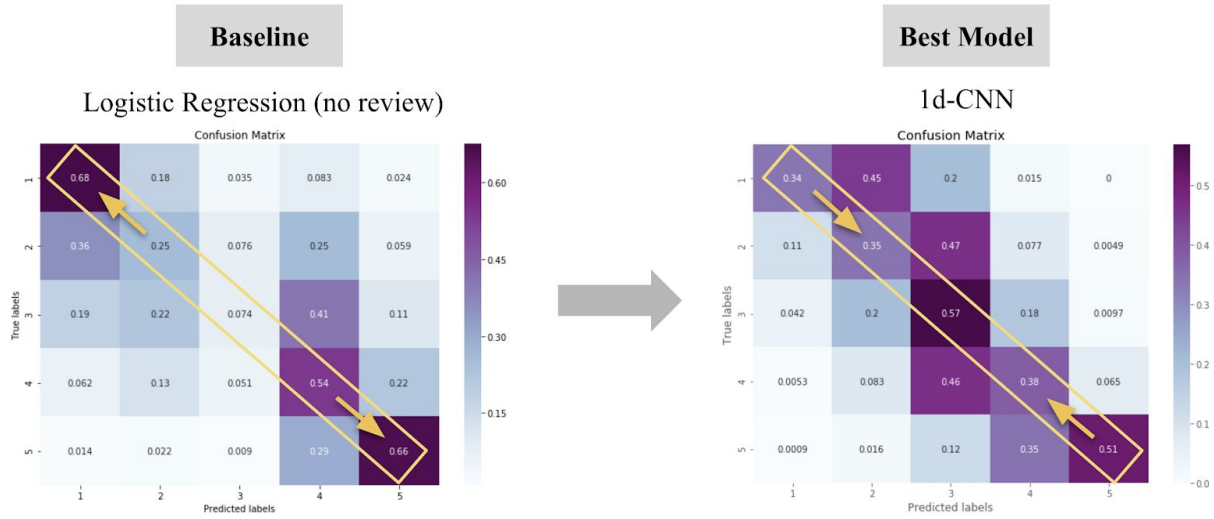 Baseline
Logistic Regression (no review)
Confusion Matrix
True labels
1
0.68 0.18 0.035 0.083 0.024
2
0.36 0.25 0.076 0.25 0.059
3
0.19 0.22 0.074 0.41 0.11
4
0.062 0.13 0.051 0.54 0.22
5
0.014 0.022 0.009 0.29 0.66
1 2 3 4 5
Predicted labels
0.60
0.45
0.30
0.15
Best Model
1d-CNN
Confusion Matrix
True labels
1
0.34 0.45 0.2 0.015 0
2
0.11 0.35 0.47 0.077 0.0049
3
0.042 0.2 0.57 0.18 0.0097
4
0.0053 0.083 0.46 0.38 0.065
5
0.0009 0.016 0.12 0.35 0.51
1 2 3 4 5
Predicted labels
0.5
0.4
0.3
0.2
0.1
0.0